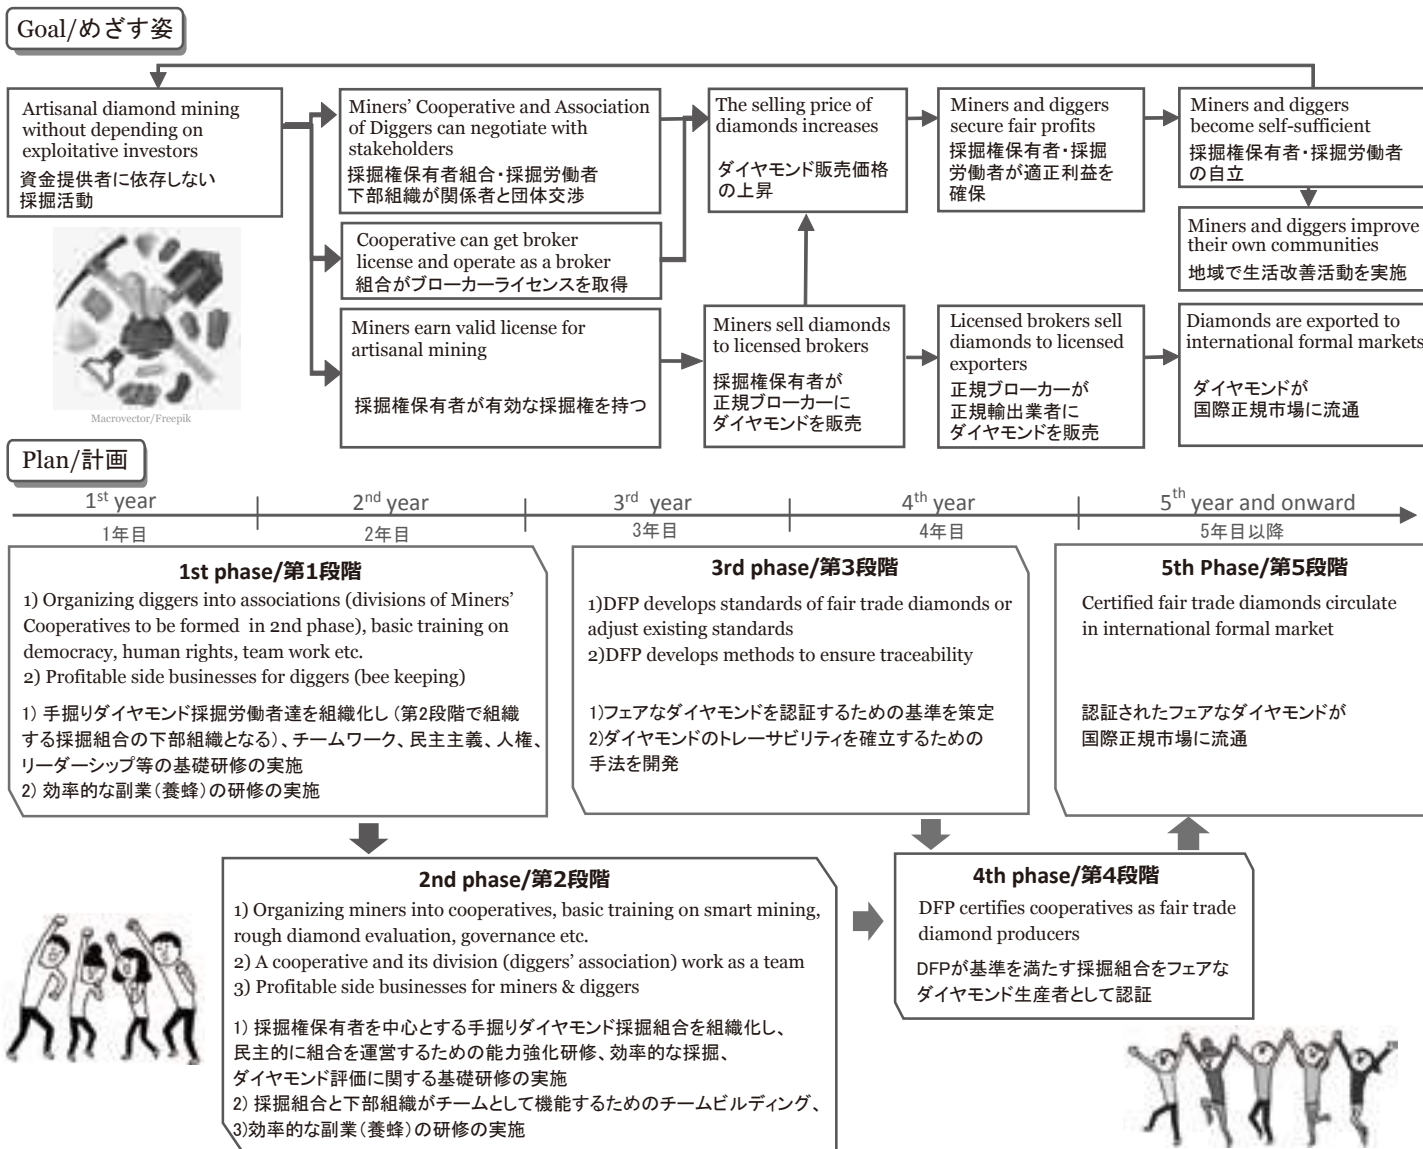 Goal/めざす姿
Artisanal diamond mining
without depending on
exploitative investors
資金提供者に依存しない
採掘活動
Miners' Cooperative and Association
of Diggers can negotiate with
stakeholders
採掘権保有者組合・採掘労働者
下部組織が関係者と団体交渉
Cooperative can get broker
license and operate as a broker
組合がブローカーライセンスを取得
Miners earn valid license for
artisanal mining
採掘権保有者が有効な採掘権を持つ
The selling price of
diamonds increases
ダイヤモンド販売価格
の上昇
Miners and diggers
secure fair profits
採掘権保有者・採掘
労働者が適正利益を
確保
Miners and diggers
become self-sufficient
採掘権保有者・採掘労働者
の自立
Miners and diggers improve
their own communities
地域で生活改善活動を実施
Miners sell diamonds
to licensed brokers
採掘権保有者が
正規ブローカーに
ダイヤモンドを販売
Licensed brokers sell
diamonds to licensed
exporters
正規ブローカーが
正規輸出業者に
ダイヤモンドを販売
Diamonds are exported to
international formal markets
ダイヤモンドが
国際正規市場に流通
Macrovector/Freepik
Plan/計画
1st year
2nd year
3rd year
4th year
5th year and onward
1年目
2年目
3年目
4年目
5年目以降
1st phase/第1段階
1) Organizing diggers into associations (divisions of Miners'
Cooperatives to be formed in 2nd phase), basic training on
democracy, human rights, team work etc.
2) Profitable side businesses for diggers (bee keeping)
1) 手掘りダイヤモンド採掘労働者達を組織化し（第2段階で組織
する採掘組合の下部組織となる）、チームワーク、民主主義、人権、
リーダーシップ等の基礎研修の実施
2) 効率的な副業（養蜂）の研修の実施
3rd phase/第3段階
1)DFP develops standards of fair trade diamonds or
adjust existing standards
2)DFP develops methods to ensure traceability
1)フェアなダイヤモンドを認証するための基準を策定
2)ダイヤモンドのトレーサビリティを確立するための
手法を開発
5th Phase/第5段階
Certified fair trade diamonds circulate
in international formal market
認証されたフェアなダイヤモンドが
国際正規市場に流通
2nd phase/第2段階
1) Organizing miners into cooperatives, basic training on smart mining,
rough diamond evaluation, governance etc.
2) A cooperative and its division (diggers' association) work as a team
3) Profitable side businesses for miners & diggers
1) 採掘権保有者を中心とする手掘りダイヤモンド採掘組合を組織化し、
民主的に組合を運営するための能力強化研修、効率的な採掘、
ダイヤモンド評価に関する基礎研修の実施
2) 採掘組合と下部組織がチームとして機能するためのチームビルディング、
3)効率的な副業（養蜂）の研修の実施
4th phase/第4段階
DFP certifies cooperatives as fair trade
diamond producers
DFPが基準を満たす採掘組合をフェアな
ダイヤモンド生産者として認証